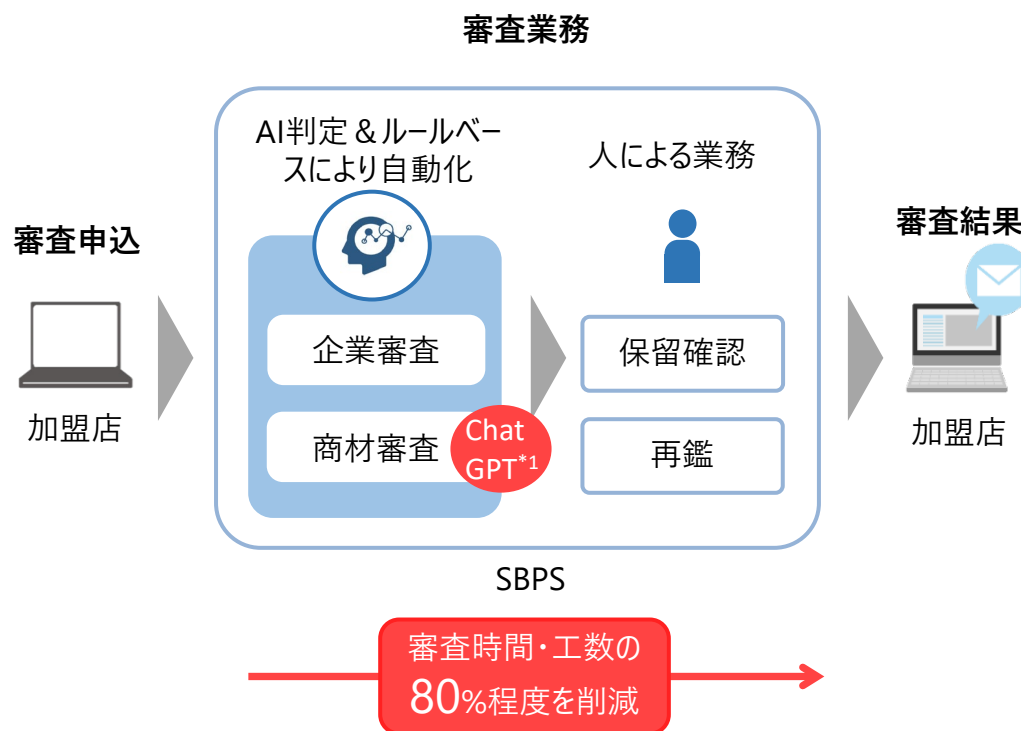 審査業務
AI判定＆ルールベー
スにより自動化
人による業務
審査申込
審査結果
企業審査
保留確認
商材審査
Chat
GPT*1
再鑑
加盟店
加盟店
SBPS
審査時間・工数の
80%程度を削減